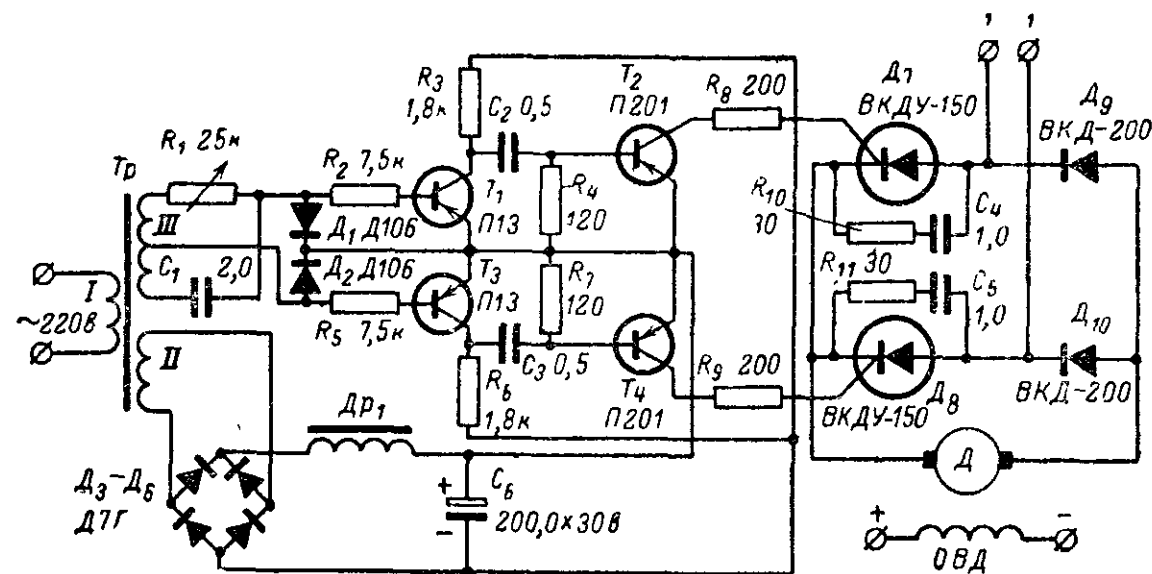 Тр
I
~220в
III
II
R₁ 25к
C₁ 2,0
R₂ 7,5к
Д₁ Д106
Д₂ Д106
R₅ 7,5к
R₃ 1,8к
C₂ 0,5
T₁ П13
T₃ П13
R₆ 1,8к
C₃ 0,5
R₄ 120
R₇ 120
T₂ П201
T₄ П201
R₈ 200
R₉ 200
Д₇ ВКДУ-150
R₁₀ 30
C₄ 1,0
R₁₁ 30
C₅ 1,0
ВКДУ-150 Д₈
Д₉ ВКД-200
Д₁₀ ВКД-200
Д
+ −
ОВД
Др₁
Д₃–Д₆
Д7Г
+
−
C₆
200,0×30в